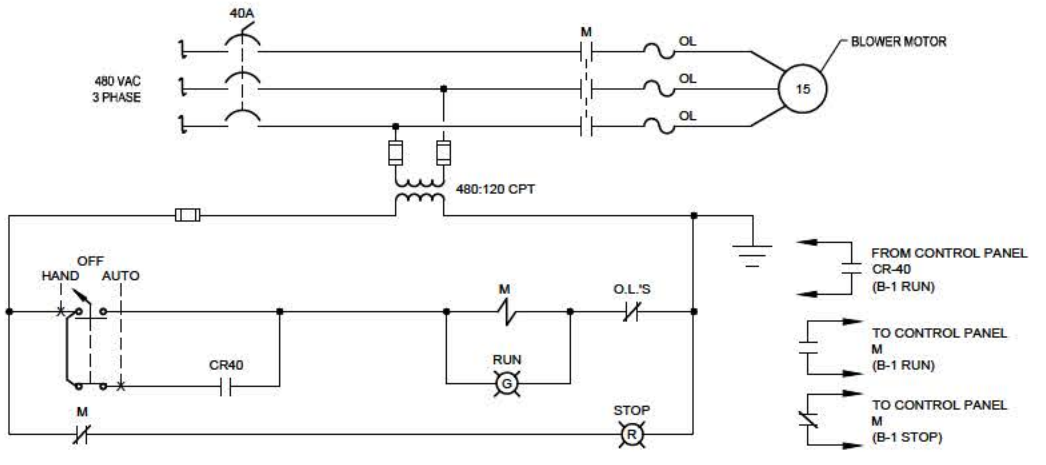 40A
M
OL
BLOWER MOTOR
480 VAC
3 PHASE
OL
15
OL
480:120 CPT
OFF
HAND AUTO
M
O.L.'S
FROM CONTROL PANEL
CR-40
(B-1 RUN)
CR40
RUN
G
TO CONTROL PANEL
M
(B-1 RUN)
M
STOP
R
TO CONTROL PANEL
M
(B-1 STOP)